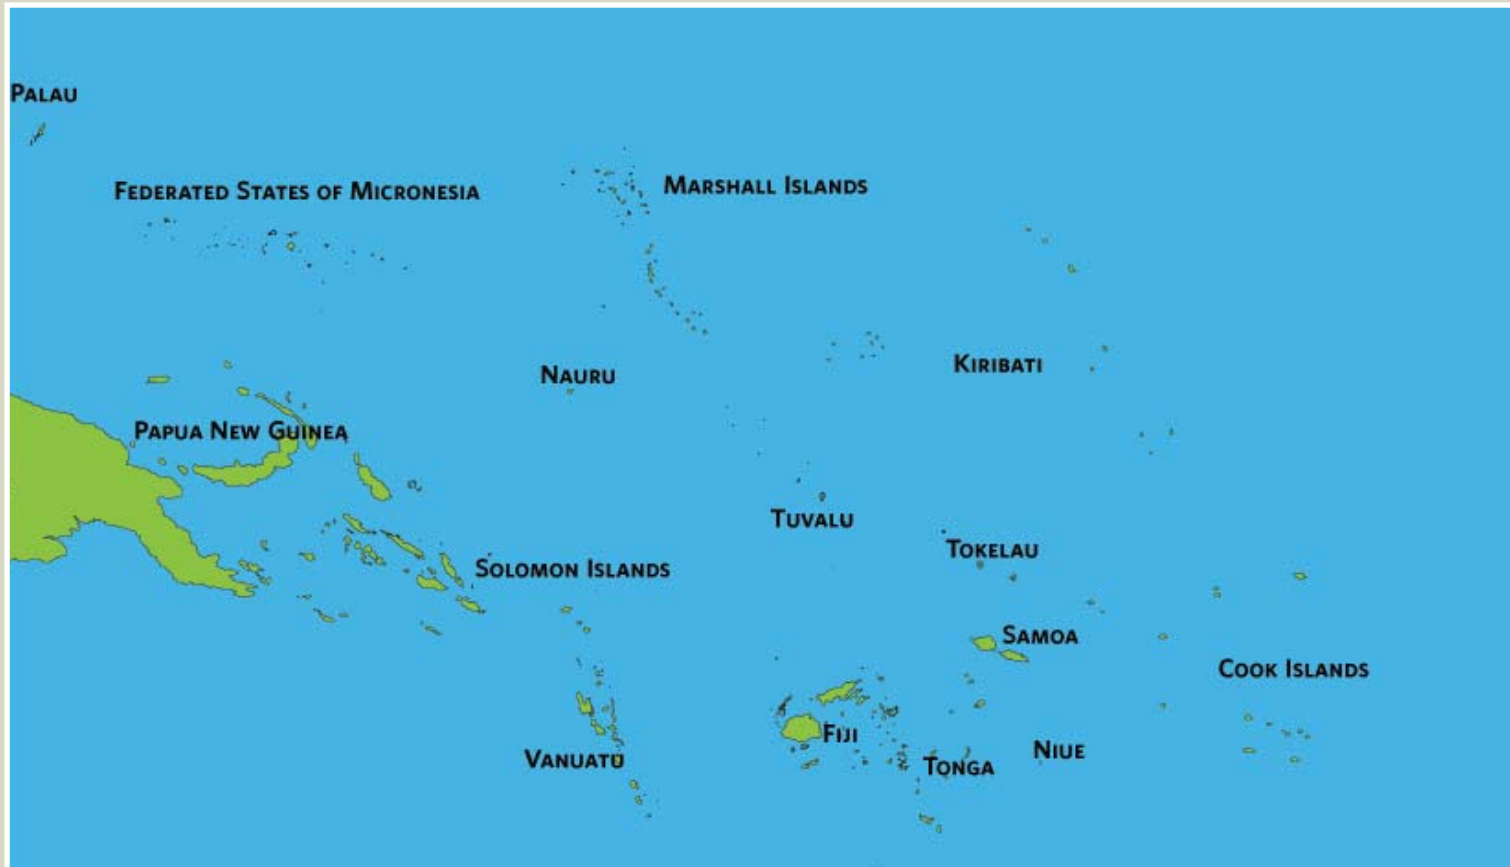 PALAU
FEDERATED STATES OF MICRONESIA
MARSHALL ISLANDS
NAURU
KIRIBATI
PAPUA NEW GUINEA
TUVALU
TOKELAU
SOLOMON ISLANDS
SAMOA
COOK ISLANDS
FIJI
VANUATU
TONGA
NIUE